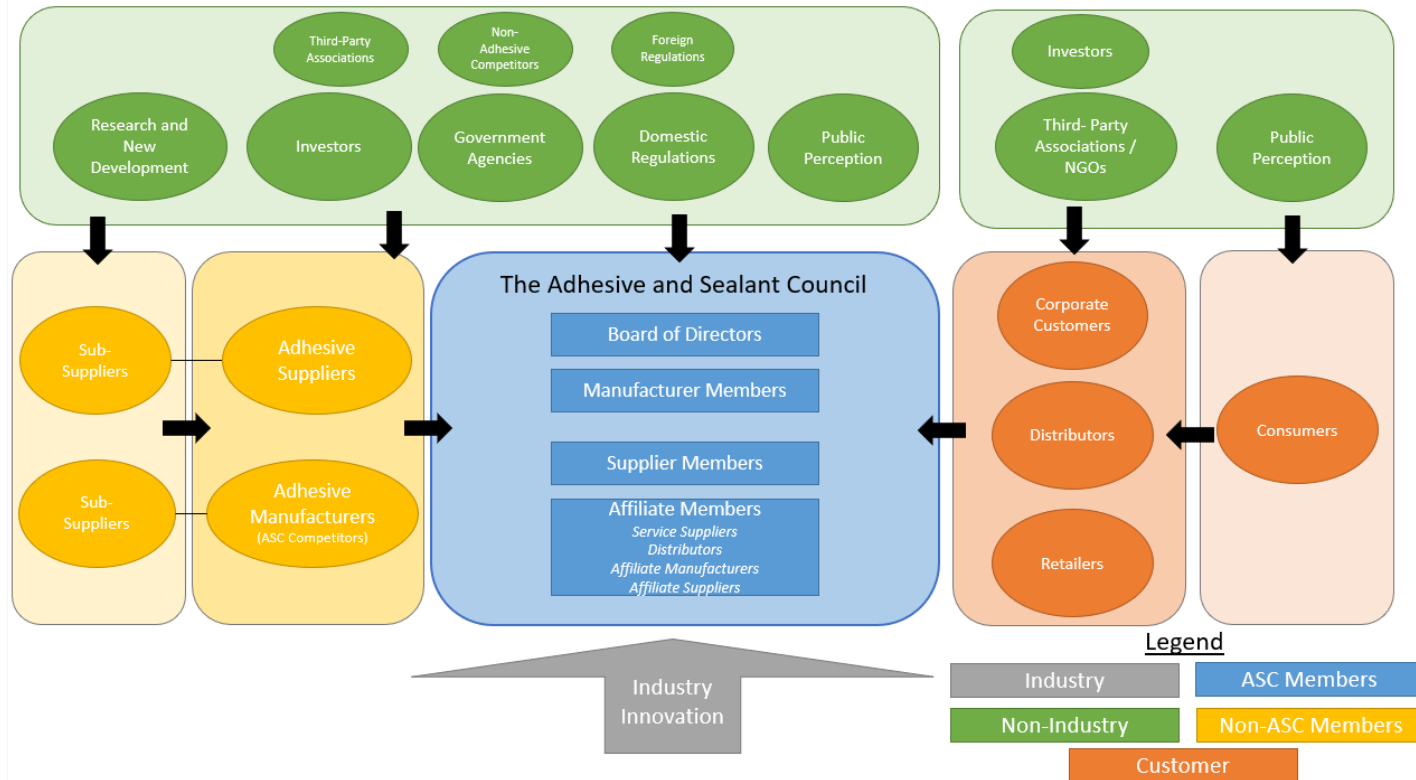 Third-Party
Associations
Non-
Adhesive
Competitors
Foreign
Regulations
Research and
New
Development
Investors
Government
Agencies
Domestic
Regulations
Public
Perception
Investors
Third- Party
Associations /
NGOs
Public
Perception
Sub-
Suppliers
Adhesive
Suppliers
Sub-
Suppliers
Adhesive
Manufacturers
(ASC Competitors)
The Adhesive and Sealant Council
Board of Directors
Manufacturer Members
Supplier Members
Affiliate Members
Service Suppliers
Distributors
Affiliate Manufacturers
Affiliate Suppliers
Corporate
Customers
Distributors
Retailers
Consumers
Industry
Innovation
Legend
Industry
ASC Members
Non-Industry
Non-ASC Members
Customer